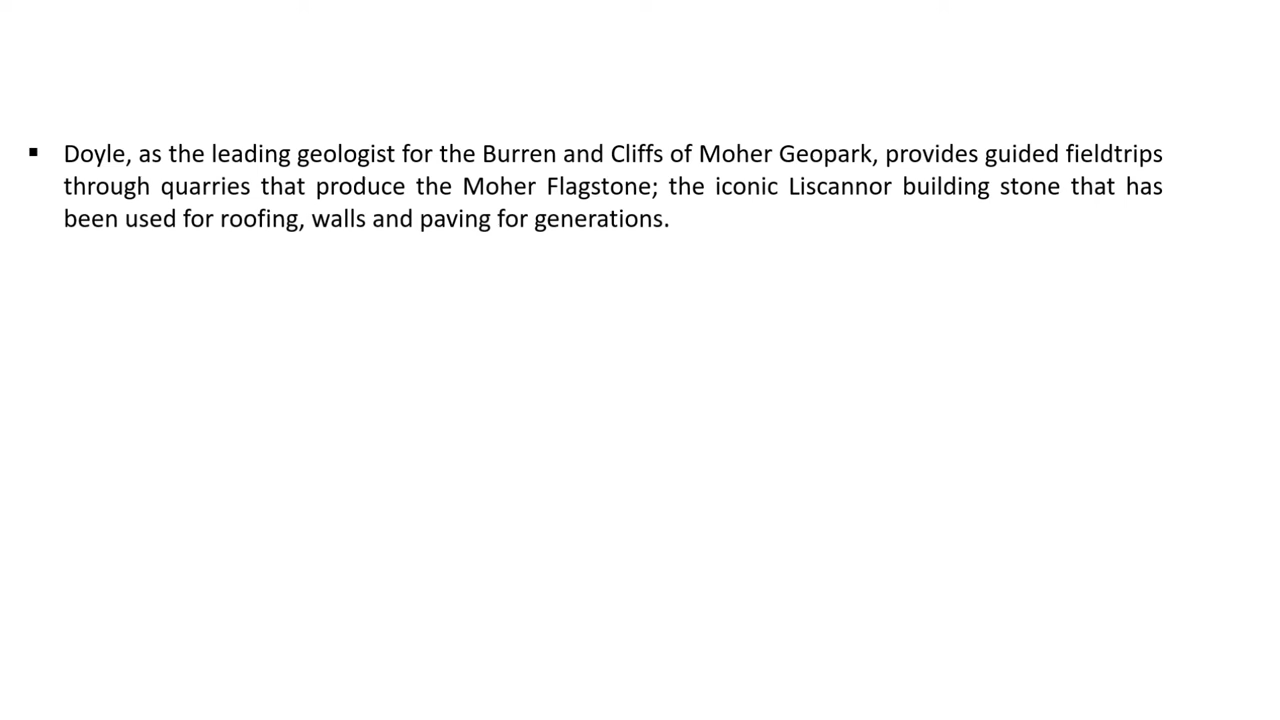 ▪ Doyle, as the leading geologist for the Burren and Cliffs of Moher Geopark, provides guided fieldtrips
through quarries that produce the Moher Flagstone; the iconic Liscannor building stone that has
been used for roofing, walls and paving for generations.